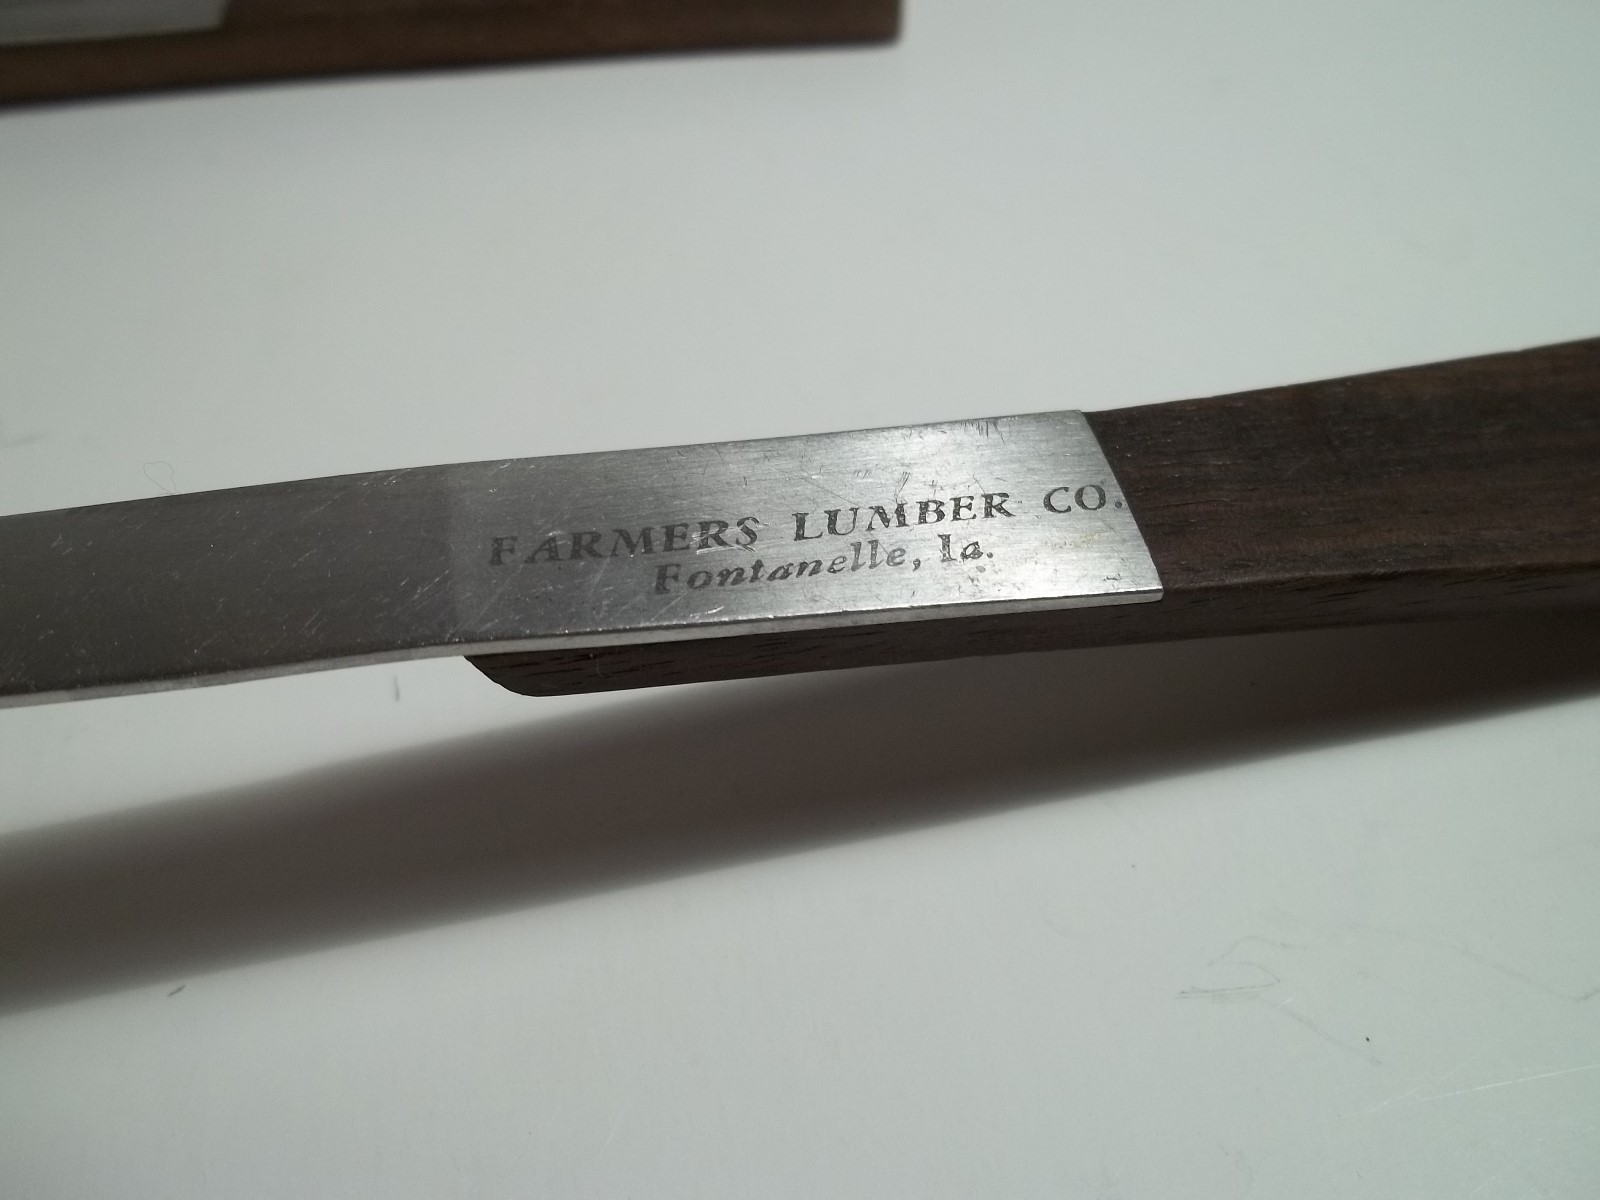 FARMERS LUMBER CO.
Fontanelle, Ia.